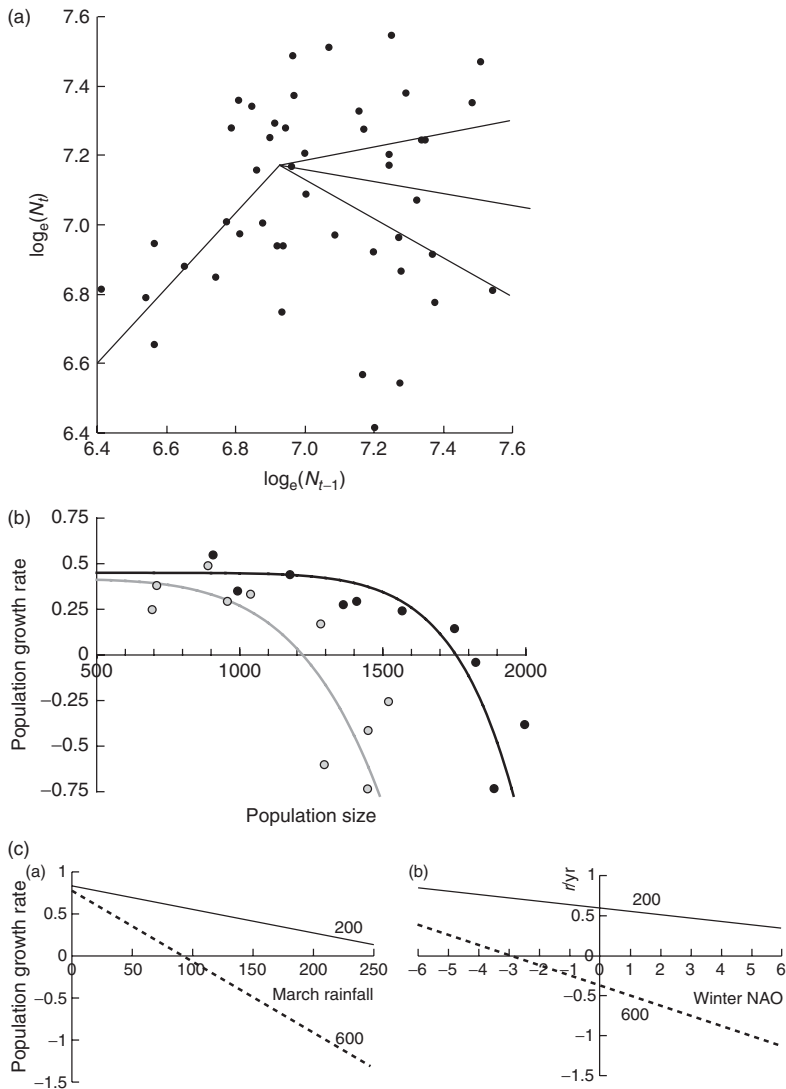 (a)
7.6
7.4
7.2
7.0
6.8
6.6
6.4
logₑ(Nₜ)
6.4 6.6 6.8 7.0 7.2 7.4 7.6
logₑ(Nₜ₋₁)
(b)
0.75
0.5
0.25
0
−0.25
−0.5
−0.75
Population growth rate
500 1000 1500 2000
Population size
(c)
(a)
Population growth rate
1
0.5
0
−0.5
−1
−1.5
0 50 100 150 200 250
200
600
March rainfall
(b)
r/yr
1
0.5
0
−0.5
−1
−1.5
−6 −5 −4 −3 −2 −1 0 1 2 3 4 5 6
200
600
Winter NAO